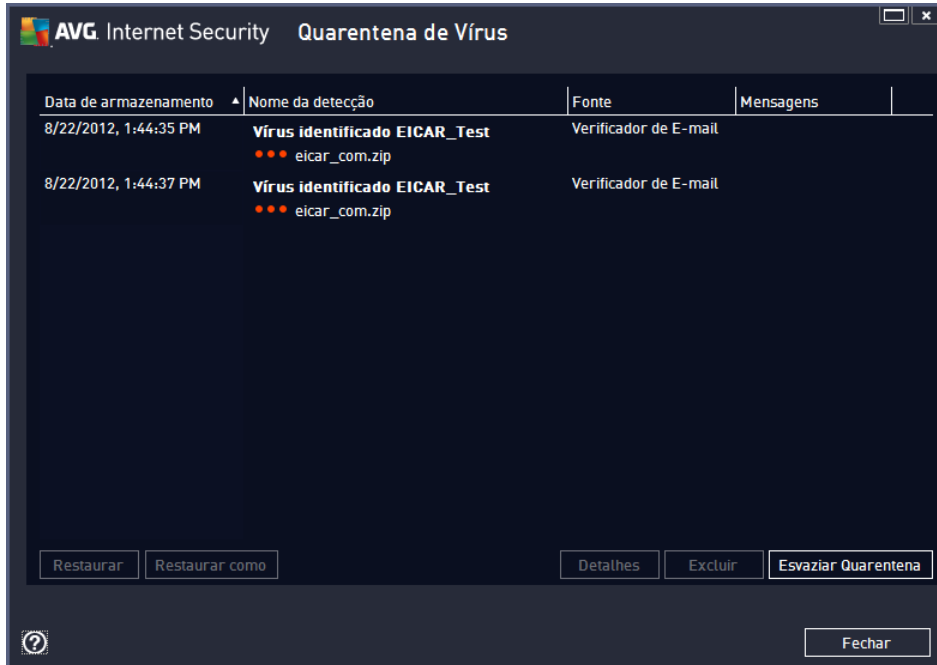 AVG. Internet Security Quarentena de Vírus
Data de armazenamento Nome da detecção Fonte Mensagens
8/22/2012, 1:44:35 PM Vírus identificado EICAR_Test Verificador de E-mail
eicar_com.zip
8/22/2012, 1:44:37 PM Vírus identificado EICAR_Test Verificador de E-mail
eicar_com.zip
Restaurar Restaurar como Detalhes Excluir Esvaziar Quarentena
Fechar